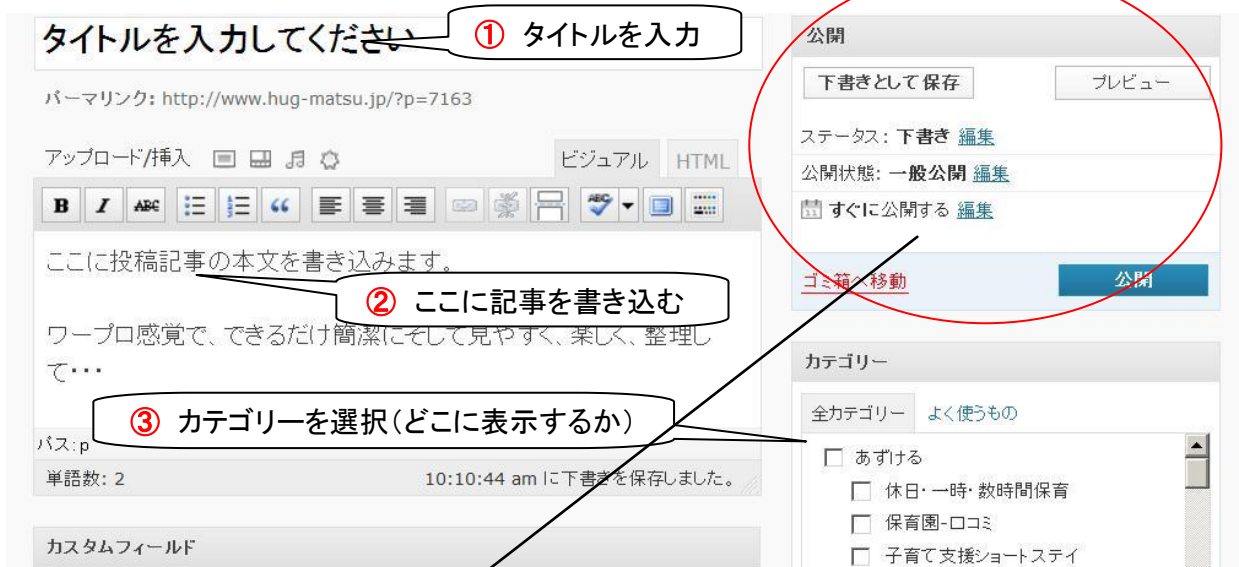 タイトルを入力してください
① タイトルを入力
パーマリンク: http://www.hug-matsu.jp/?p=7163
アップロード/挿入
ビジュアル HTML
B I ABC ABC
ここに投稿記事の本文を書き込みます。
② ここに記事を書き込む
ワープロ感覚で、できるだけ簡潔にそして見やすく、楽しく、整理し
て・・・
③ カテゴリーを選択(どこに表示するか)
パス:p
単語数: 2 10:10:44 am に下書きを保存しました。
カスタムフィールド
公開
下書きとして保存 プレビュー
ステータス: 下書き 編集
公開状態: 一般公開 編集
11 すぐに公開する 編集
ゴミ箱へ移動 公開
カテゴリー
全カテゴリー よく使うもの
あずける
休日・一時・数時間保育
保育園-口コミ
子育て支援ショートステイ